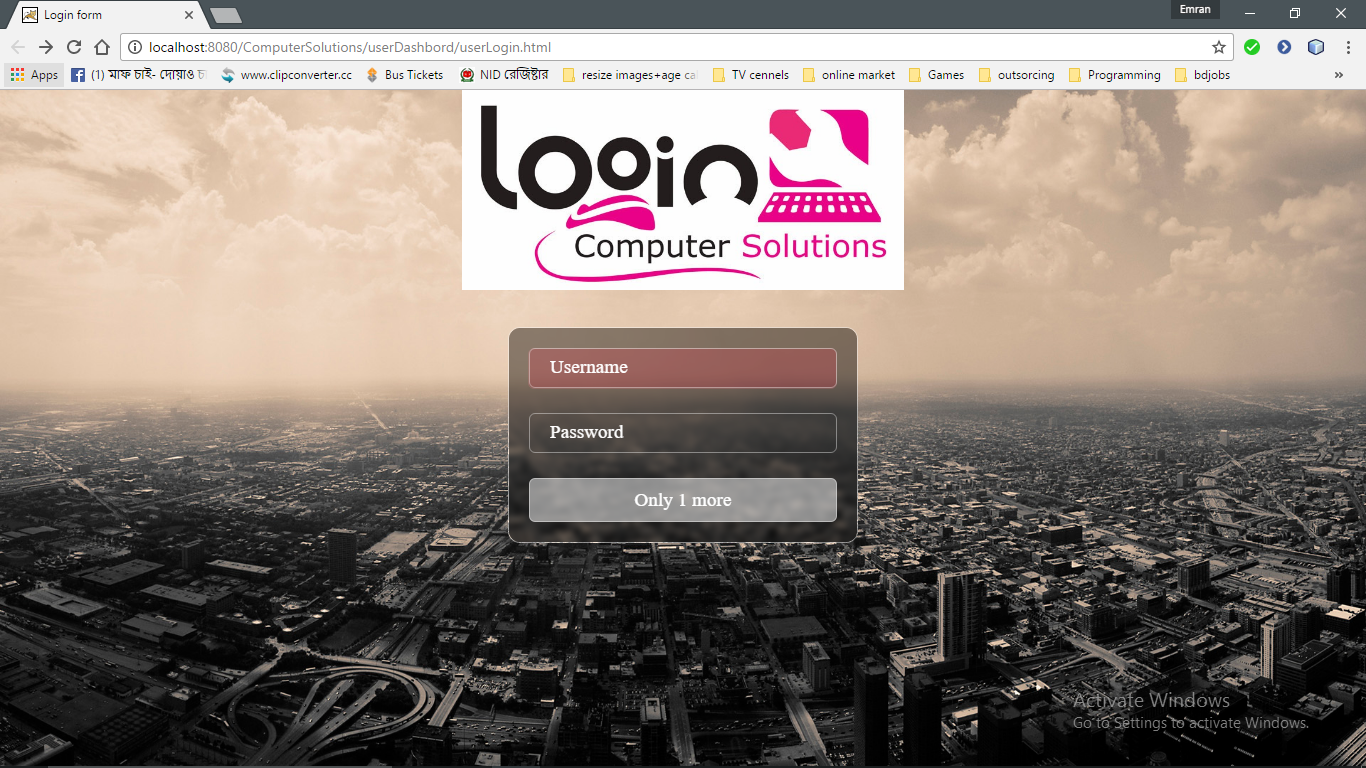 Login form
Emran
localhost:8080/ComputerSolutions/userDashbord/userLogin.html
Apps
(1) মাফ চাই- দোয়াও
www.clipconverter.cc
Bus Tickets
NID রেজিষ্টার
resize images+age ca
TV cennels
online market
Games
outsorcing
Programming
bdjobs
»
Login
Computer Solutions
Username
Password
Only 1 more
Activate Windows
Go to Settings to activate Windows.